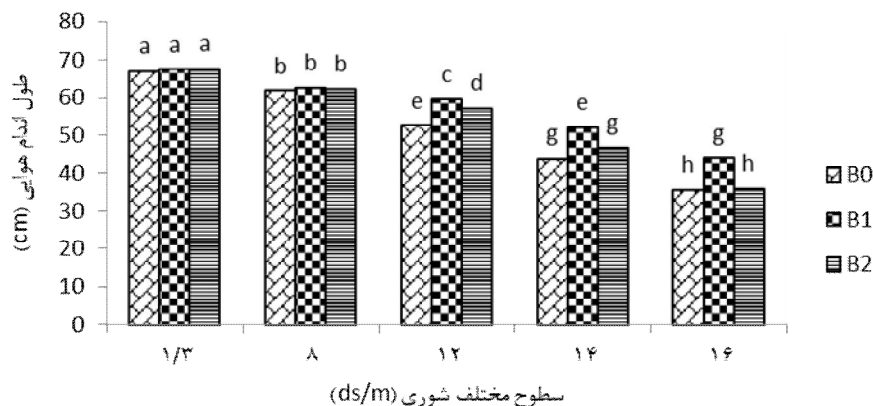 طول اندام هوایی (cm)
80
70
60
50
40
30
20
10
0
a a a
b b b
e c d
g e g
h g h
۱/۳ ۸ ۱۲ ۱۴ ۱۶
سطوح مختلف شوری (ds/m)
B0
B1
B2